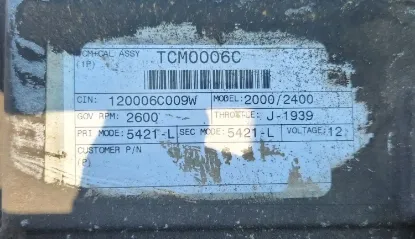 TCM0006C
(1P)
CIN: 120006C009W MODEL: 2000/2400
GOV RPM: 2600 THROTTLE: J-1939
PRI MODE: 5421-L SEC MODE: 5421-L VOLTAGE: 12
CUSTOMER P/N
(P)